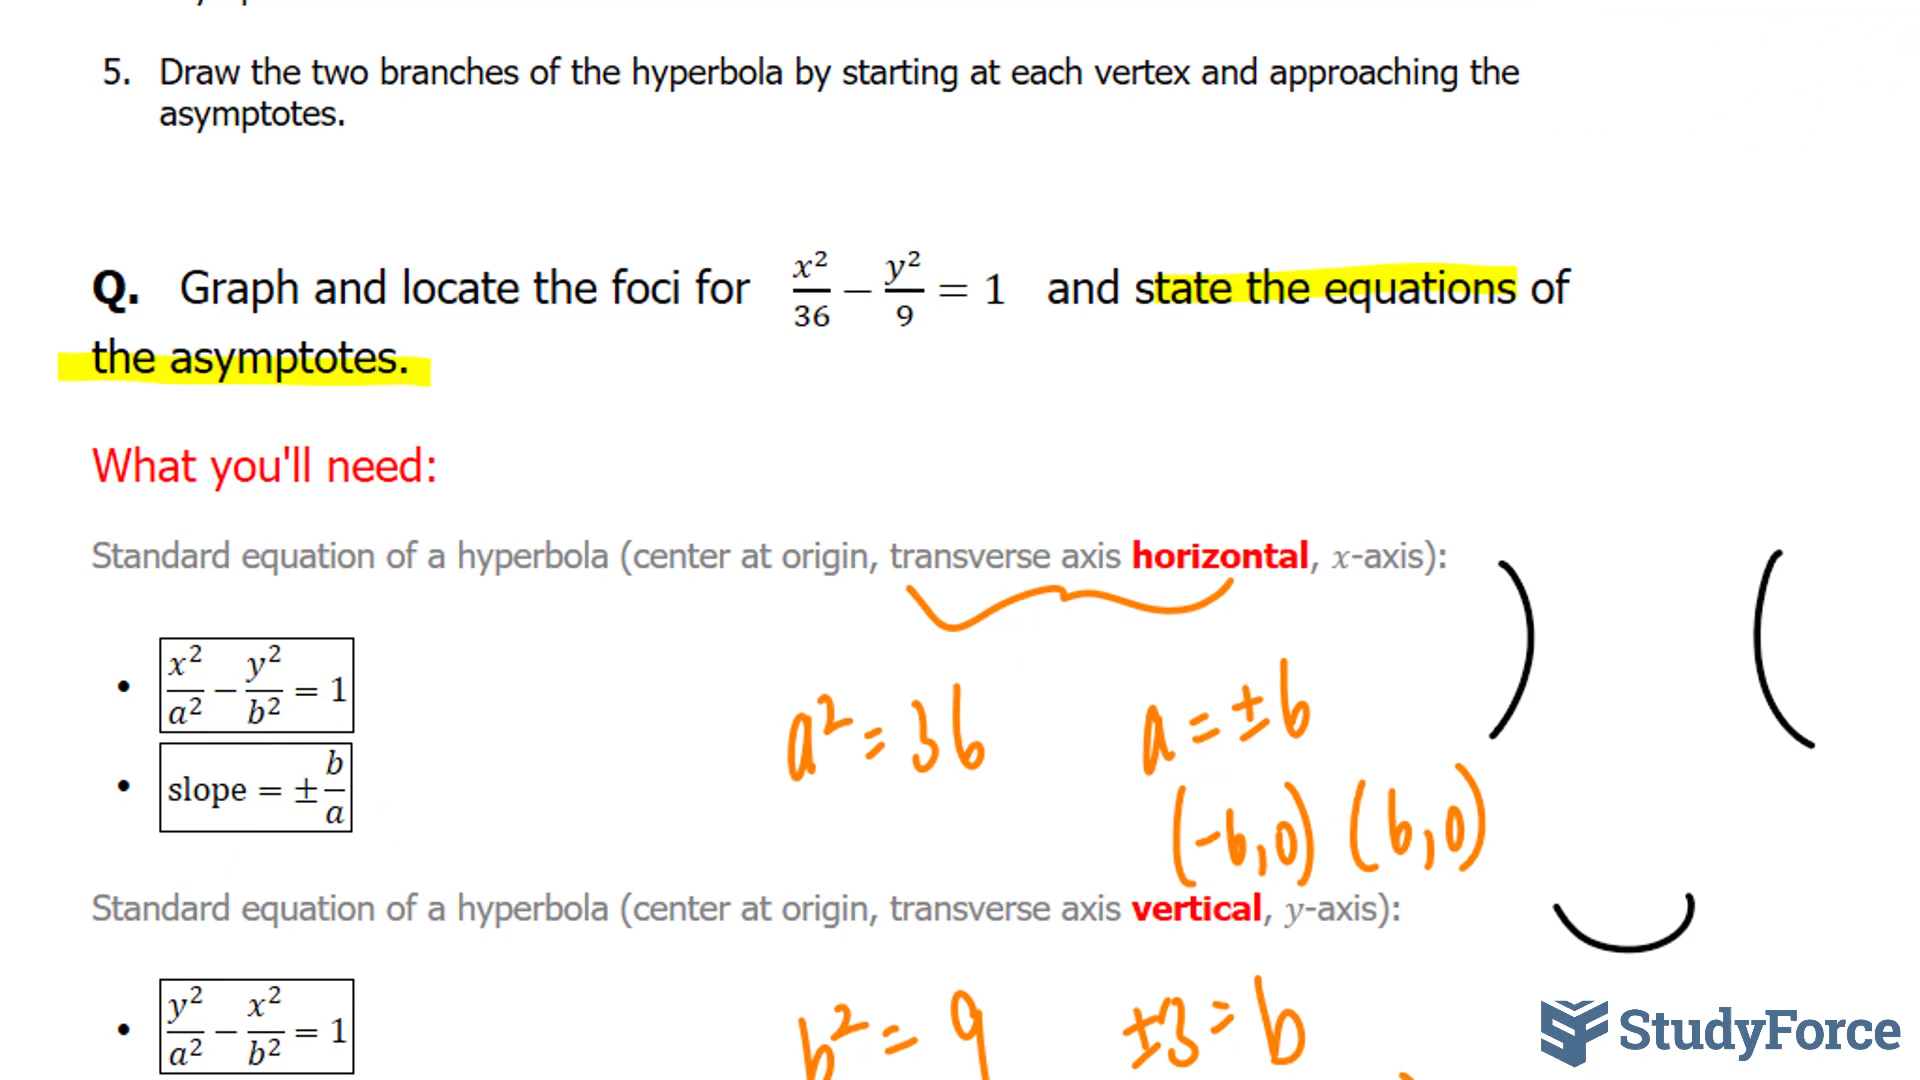 5. Draw the two branches of the hyperbola by starting at each vertex and approaching the
asymptotes.
Q. Graph and locate the foci for x²/36 − y²/9 = 1 and state the equations of
the asymptotes.
What you'll need:
Standard equation of a hyperbola (center at origin, transverse axis horizontal, x-axis):
• x²/a² − y²/b² = 1
a² = 36 a = ±6
• slope = ± b/a
(-6,0) (6,0)
Standard equation of a hyperbola (center at origin, transverse axis vertical, y-axis):
• y²/a² − x²/b² = 1
b² = 9 ±3 = b
StudyForce